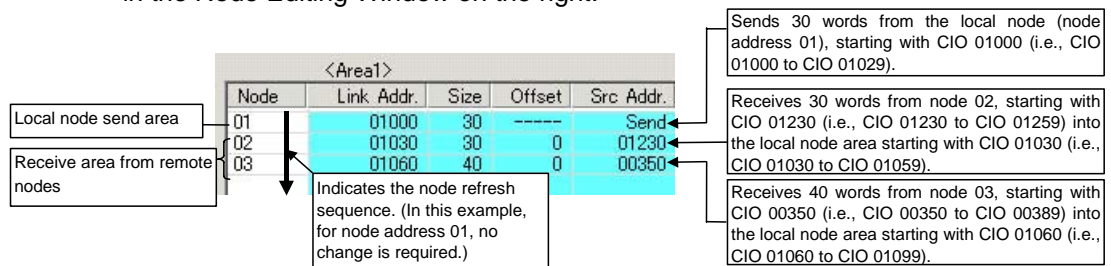 in the Node Editing Window on the right.
<Area1>
Node Link Addr. Size Offset Src Addr.
01 01000 30 ----- Send
02 01030 30 0 01230
03 01060 40 0 00350
Local node send area
Receive area from remote
nodes
Indicates the node refresh
sequence. (In this example,
for node address 01, no
change is required.)
Sends 30 words from the local node (node
address 01), starting with CIO 01000 (i.e., CIO
01000 to CIO 01029).
Receives 30 words from node 02, starting with
CIO 01230 (i.e., CIO 01230 to CIO 01259) into
the local node area starting with CIO 01030 (i.e.,
CIO 01030 to CIO 01059).
Receives 40 words from node 03, starting with
CIO 00350 (i.e., CIO 00350 to CIO 00389) into
the local node area starting with CIO 01060 (i.e.,
CIO 01060 to CIO 01099).